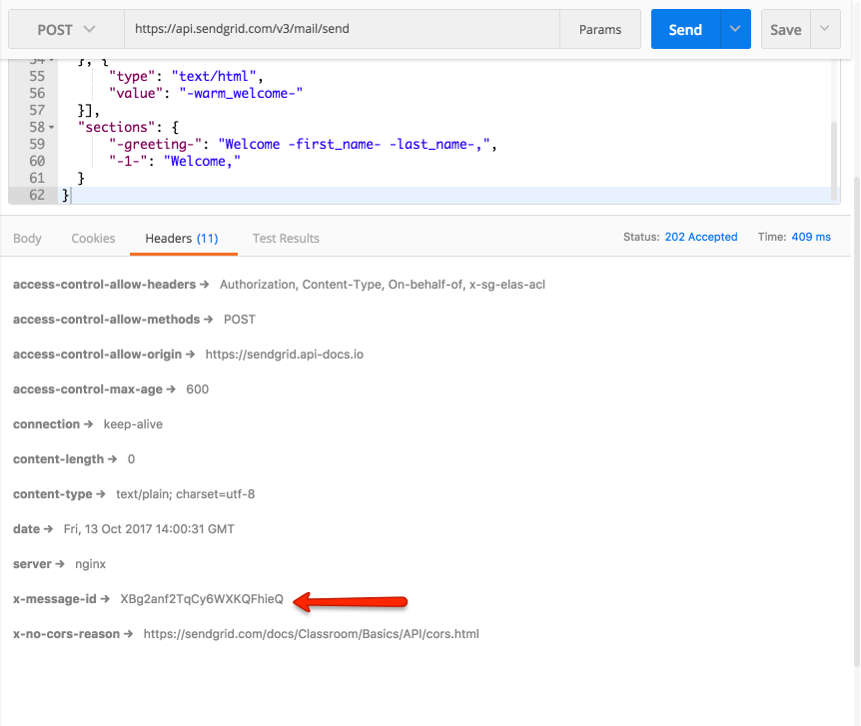 POST https://api.sendgrid.com/v3/mail/send Params Send Save
54 }, {
55 "type": "text/html",
56 "value": "-warm_welcome-"
57 }],
58 "sections": {
59 "-greeting-": "Welcome -first_name- -last_name-,",
60 "-1-": "Welcome,"
61 }
62 }
Body Cookies Headers (11) Test Results Status: 202 Accepted Time: 409 ms
access-control-allow-headers → Authorization, Content-Type, On-behalf-of, x-sg-elas-acl
access-control-allow-methods → POST
access-control-allow-origin → https://sendgrid.api-docs.io
access-control-max-age → 600
connection → keep-alive
content-length → 0
content-type → text/plain; charset=utf-8
date → Fri, 13 Oct 2017 14:00:31 GMT
server → nginx
x-message-id → XBg2anf2TqCy6WXKQFhieQ
x-no-cors-reason → https://sendgrid.com/docs/Classroom/Basics/API/cors.html